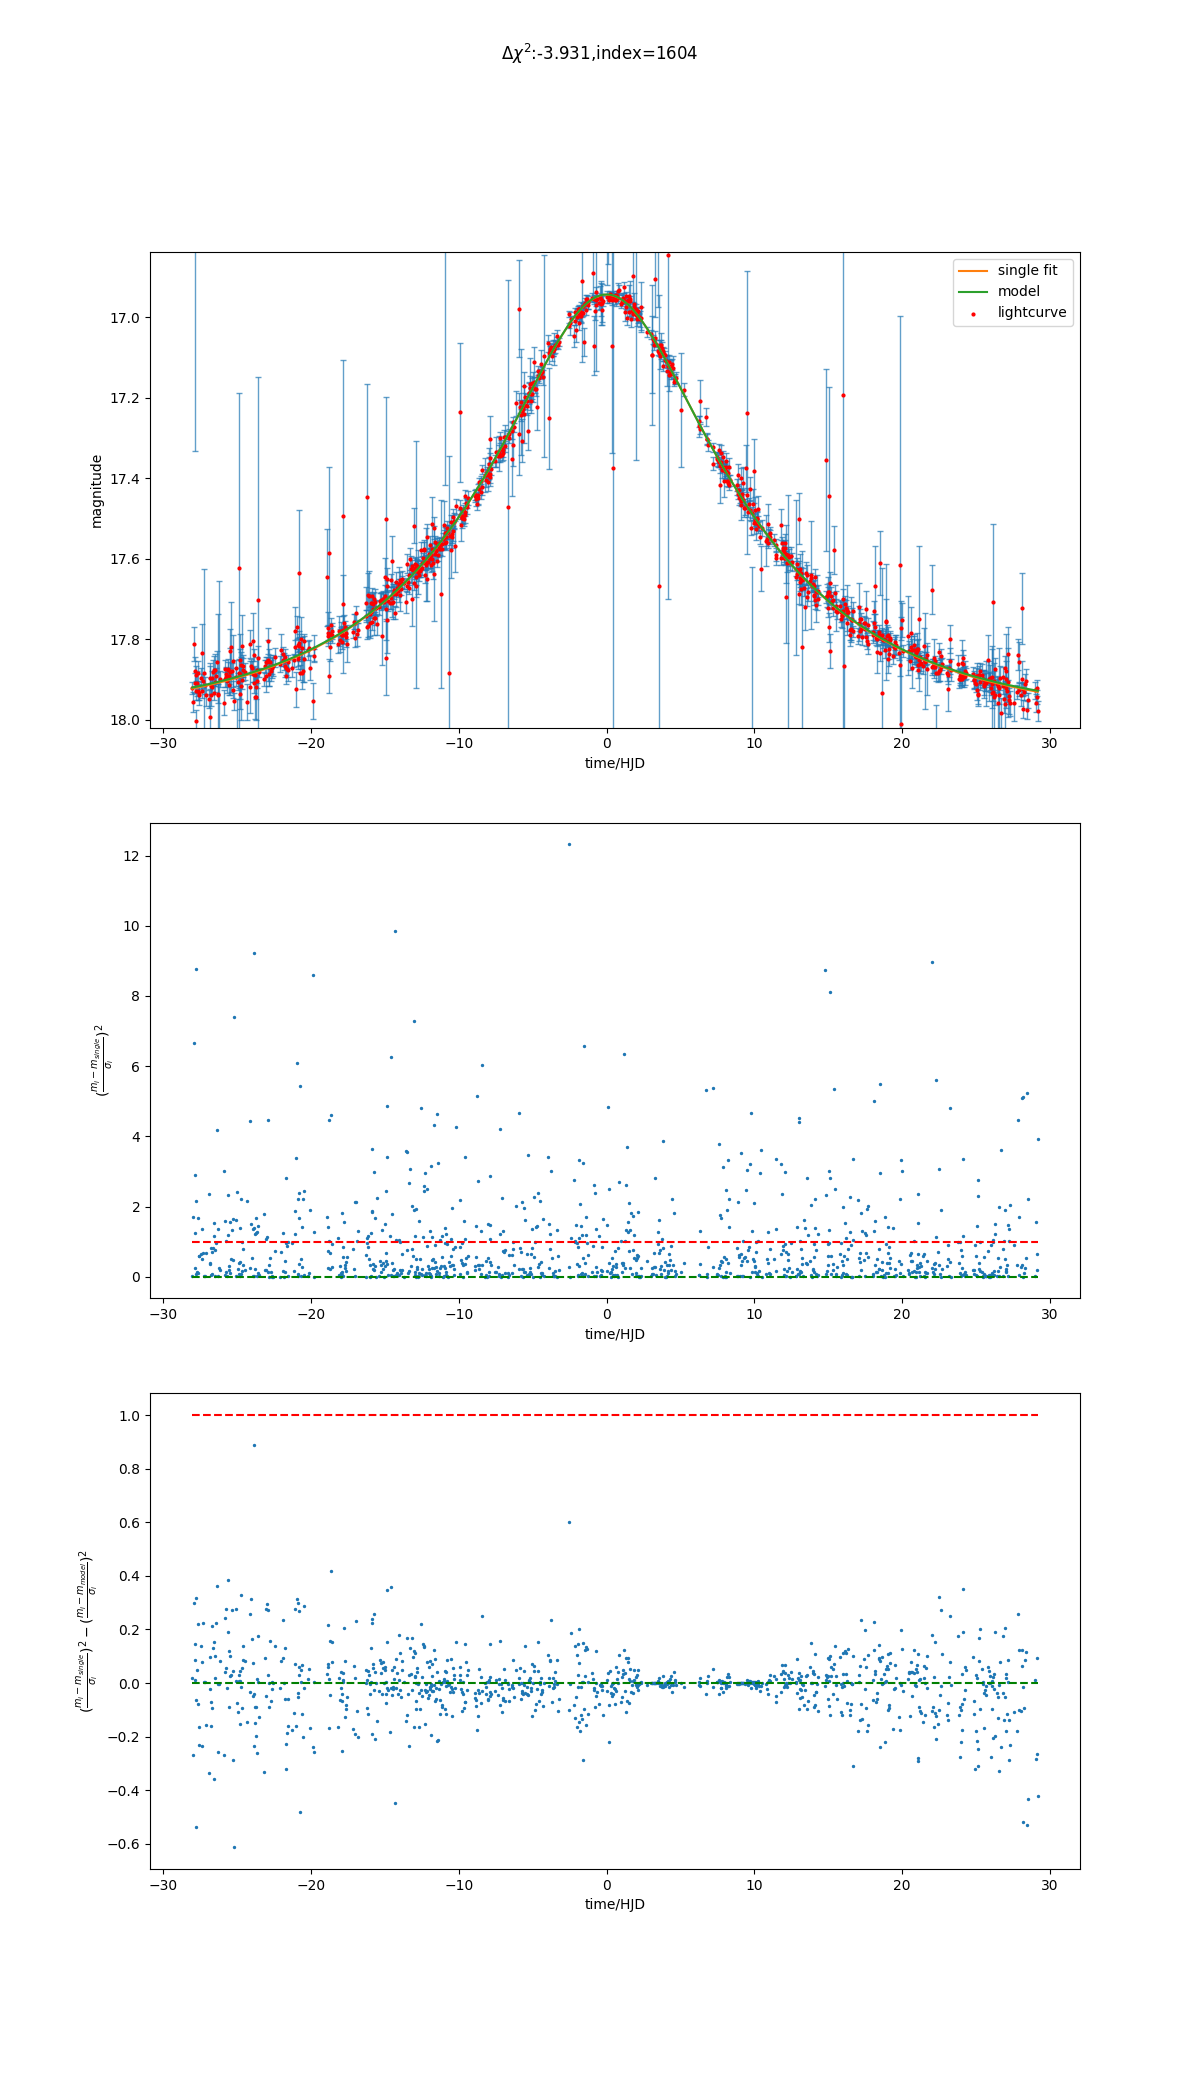 Δχ²:-3.931,index=1604
single fit
model
lightcurve
magnitude
17.0
17.2
17.4
17.6
17.8
18.0
−30 −20 −10 0 10 20 30
time/HJD
(m_i − m_single / σ_i)²
12
10
8
6
4
2
0
−30 −20 −10 0 10 20 30
time/HJD
(m_i − m_single / σ_i)² − (m_i − m_model / σ_i)²
1.0
0.8
0.6
0.4
0.2
0.0
−0.2
−0.4
−0.6
−30 −20 −10 0 10 20 30
time/HJD